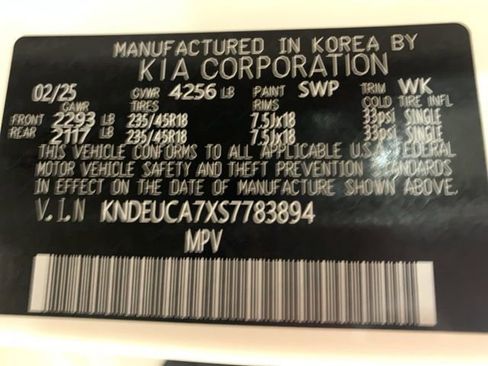 MANUFACTURED IN KOREA BY
KIA CORPORATION
02/25 GVWR 4256 LB PAINT SWP TRIM WK
GAWR TIRES RIMS COLD TIRE INFL
FRONT 2293 LB 235/45R18 7.5Jx18 33psi SINGLE
REAR 2117 LB 235/45R18 7.5Jx18 33psi SINGLE
THIS VEHICLE CONFORMS TO ALL APPLICABLE U.S.A FEDERAL
MOTOR VEHICLE SAFETY AND THEFT PREVENTION STANDARDS
IN EFFECT ON THE DATE OF MANUFACTURE SHOWN ABOVE.
V.I.N KNDEUCA7XS7783894
MPV